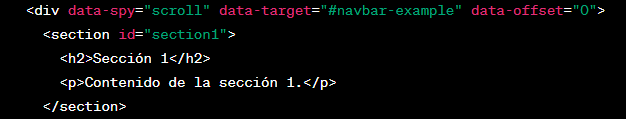 <div data-spy="scroll" data-target="#navbar-example" data-offset="0">
<section id="section1">
<h2>Sección 1</h2>
<p>Contenido de la sección 1.</p>
</section>